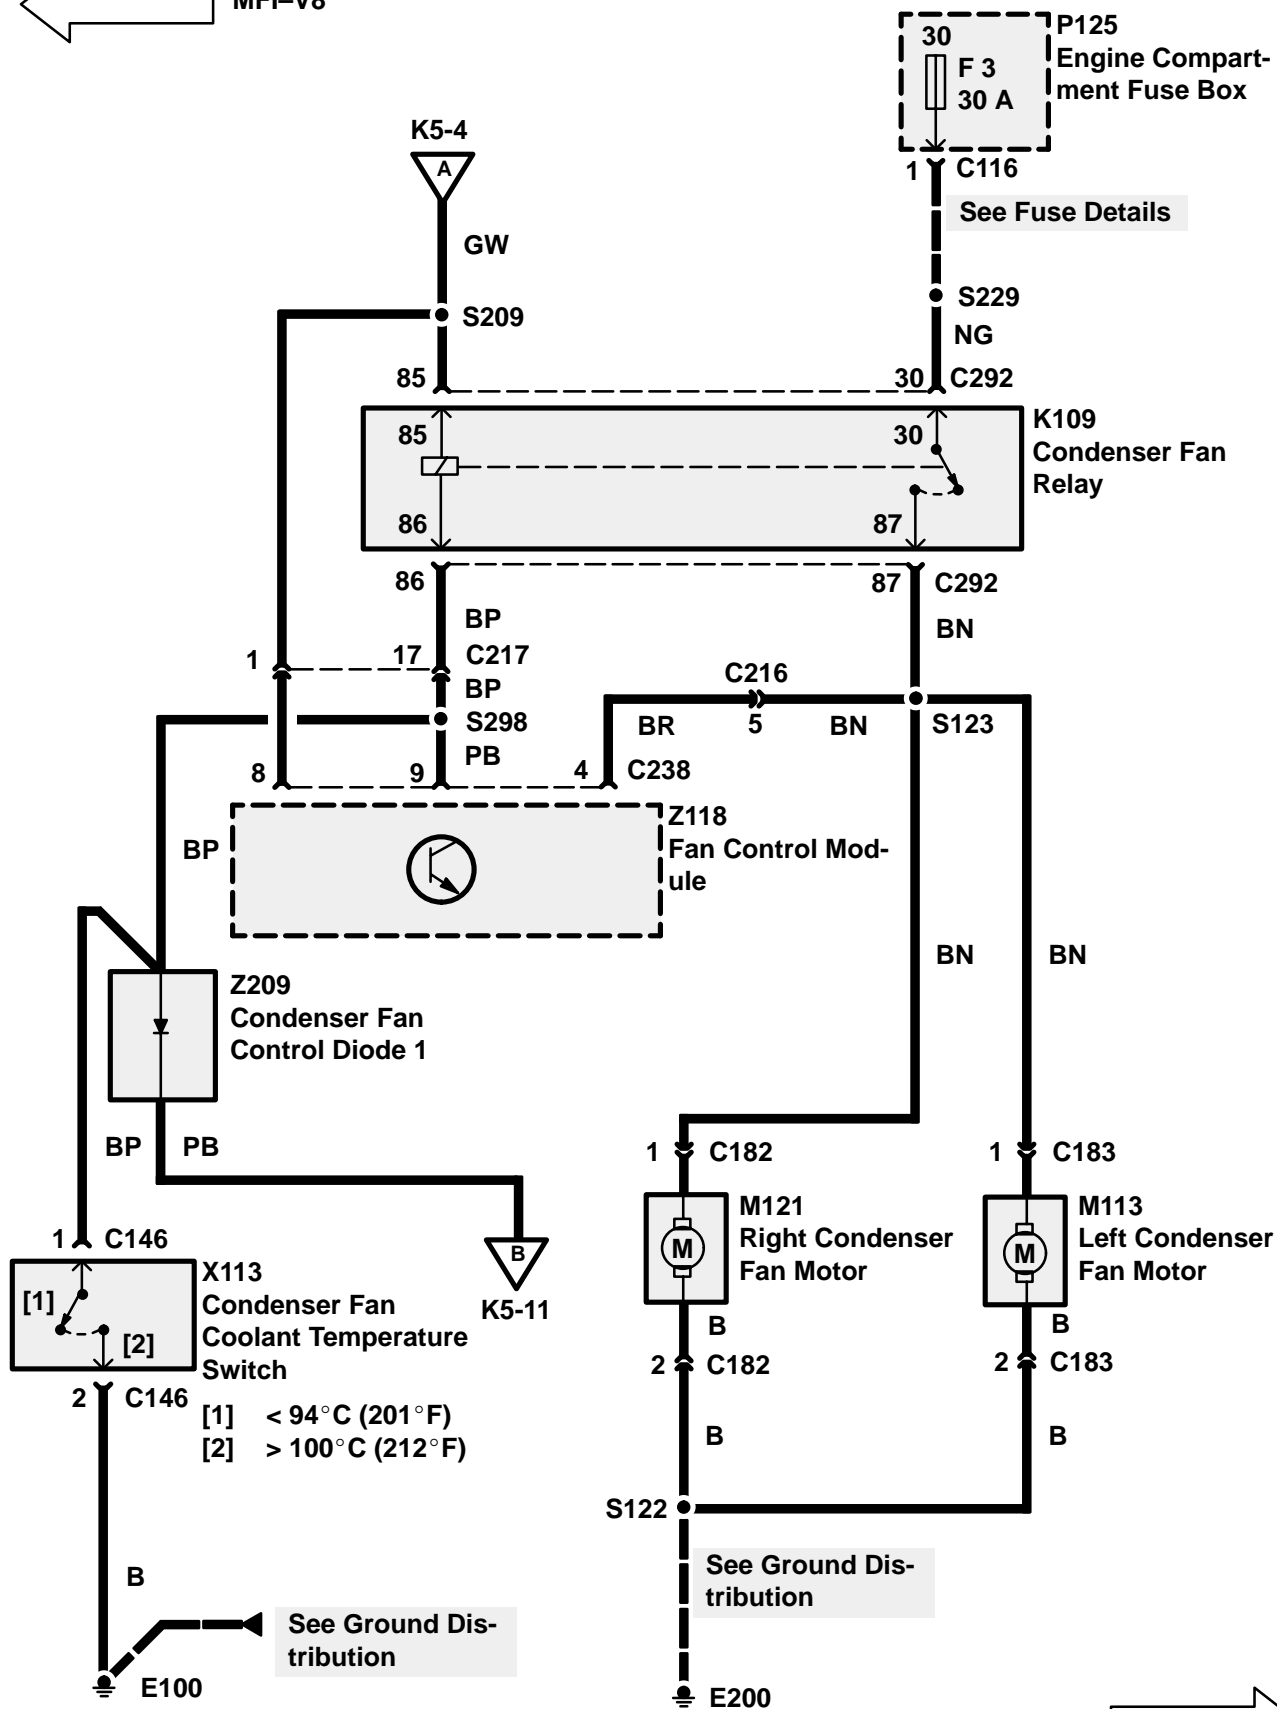 MFI–V8
30
F 3
30 A
P125
Engine Compart-
ment Fuse Box
1 C116
See Fuse Details
K5-4
A
GW
S229
S209
NG
85
30 C292
85
30
K109
Condenser Fan
Relay
86
87
86
87 C292
BP
BN
1
17 C217
C216
BP
S298
BR
5
BN
S123
PB
8
9
4 C238
Z118
Fan Control Mod-
ule
BP
BN
BN
Z209
Condenser Fan
Control Diode 1
BP
PB
1 C182
1 C183
M
M121
Right Condenser
Fan Motor
M
M113
Left Condenser
Fan Motor
1 C146
B
K5-11
[1]
[2]
X113
Condenser Fan
Coolant Temperature
Switch
B
B
2 C182
2 C183
2 C146
[1] < 94°C (201°F)
[2] > 100°C (212°F)
B
B
S122
See Ground Dis-
tribution
B
See Ground Dis-
tribution
E100
E200